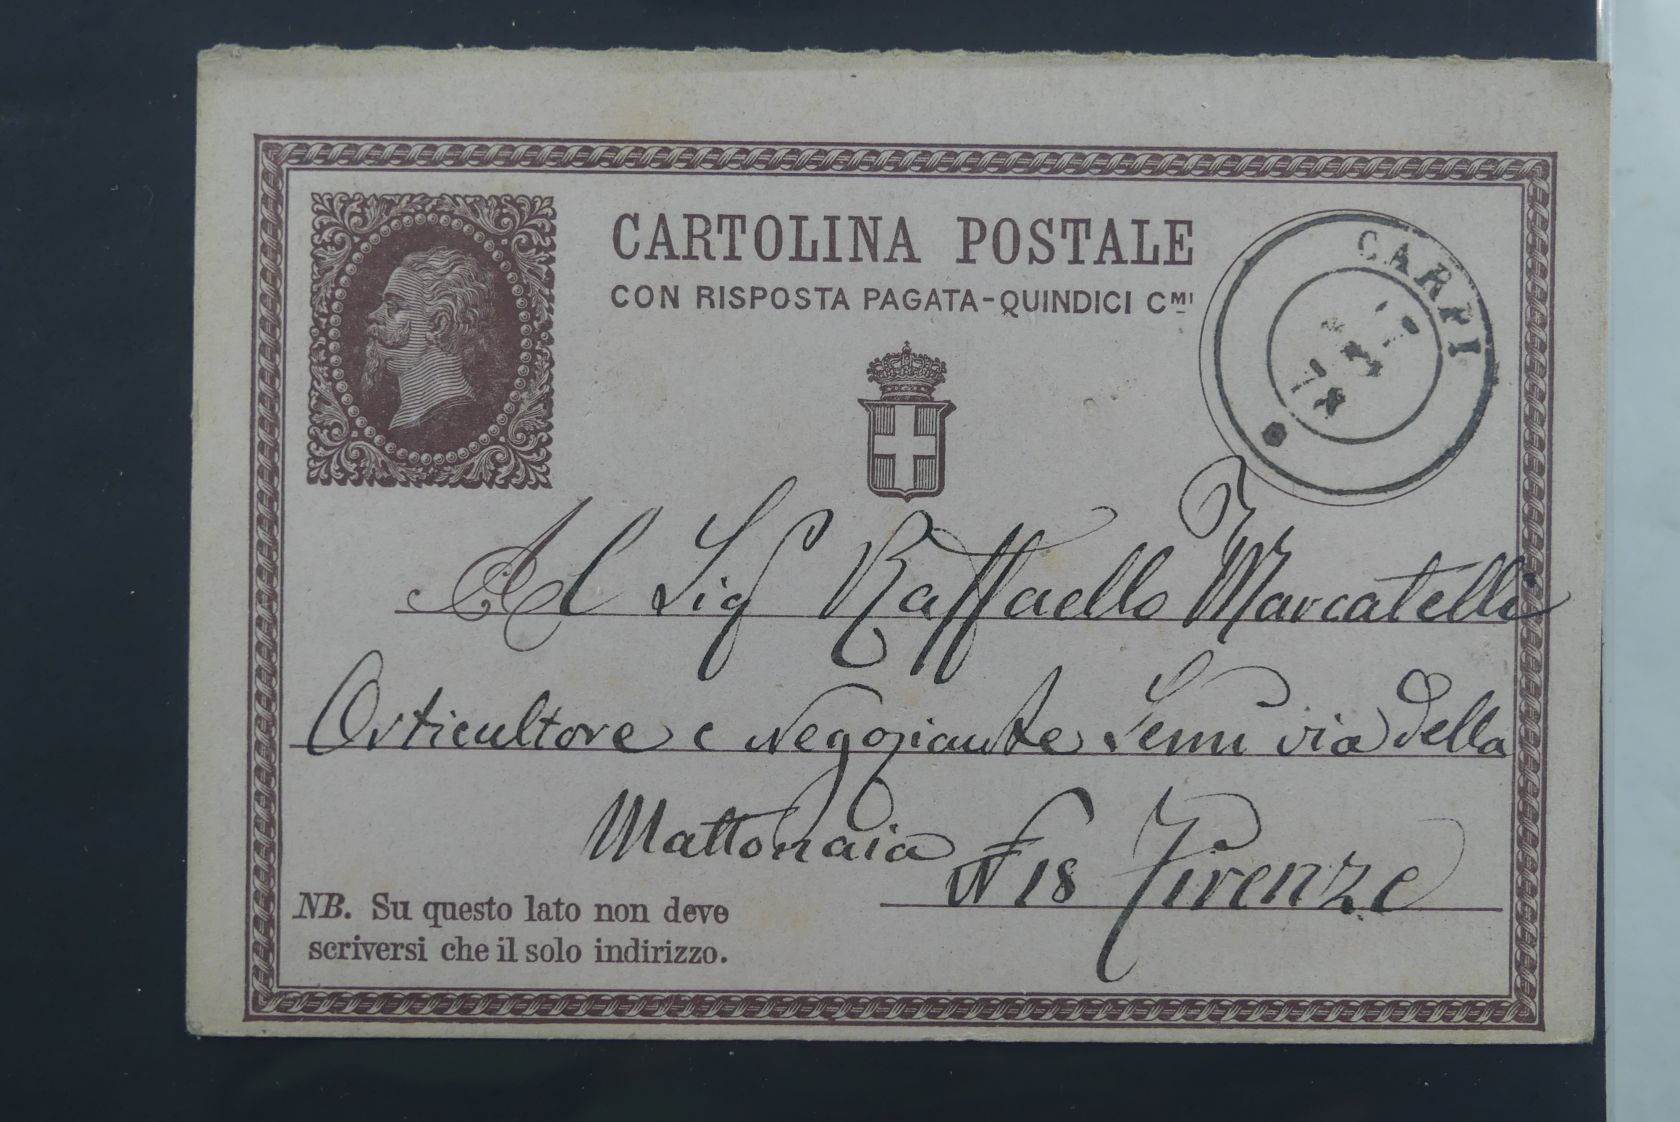 CARTOLINA POSTALE
CON RISPOSTA PAGATA-QUINDICI CMI
CARPI
Al Sig Raffaello Marcatelli
Orticultore e Negoziante Semi via della
Mattonaia N 18 Firenze
NB. Su questo lato non deve
scriversi che il solo indirizzo.